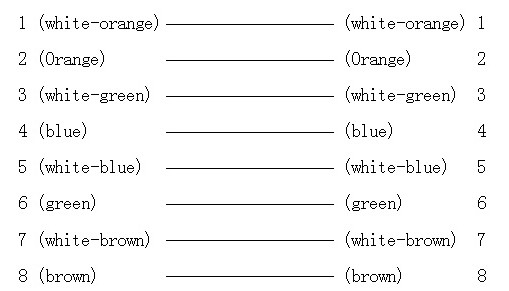 1 (white-orange) (white-orange) 1
2 (Orange) (Orange) 2
3 (white-green) (white-green) 3
4 (blue) (blue) 4
5 (white-blue) (white-blue) 5
6 (green) (green) 6
7 (white-brown) (white-brown) 7
8 (brown) (brown) 8